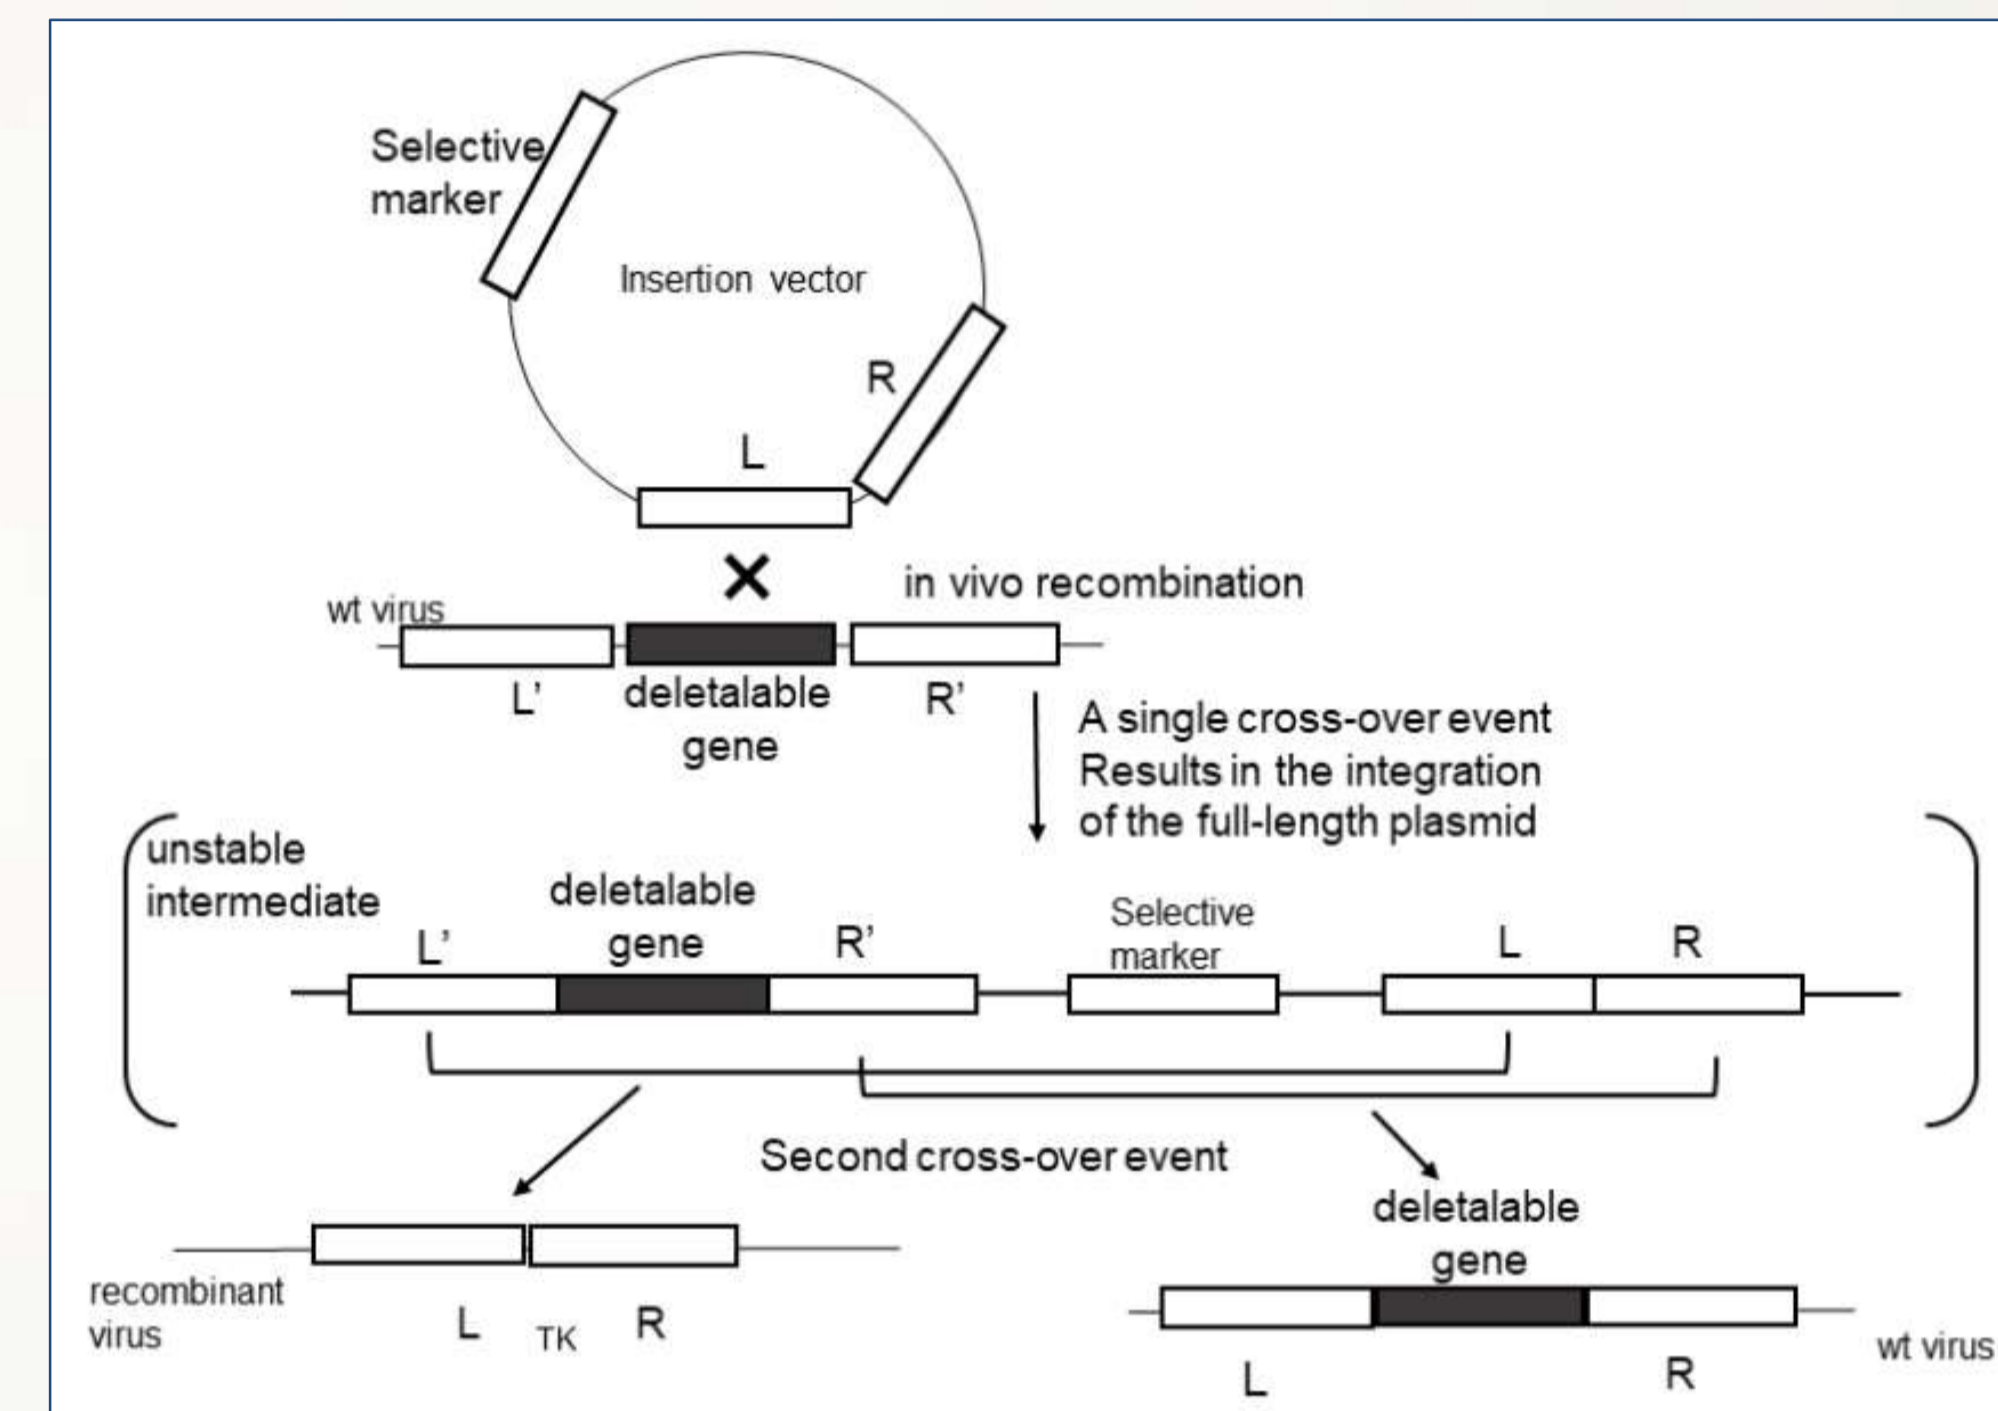 Selective
marker
Insertion vector
R
L
in vivo recombination
wt virus
L'
deletalable
gene
R'
A single cross-over event
Results in the integration
of the full-length plasmid
unstable
intermediate
deletalable
gene
L'
R'
Selective
marker
L
R
Second cross-over event
deletalable
gene
recombinant
virus
L
TK
R
L
R
wt virus